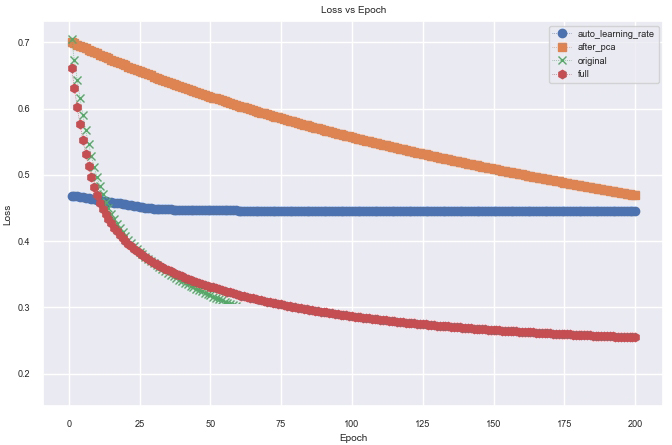 Loss vs Epoch
auto_learning_rate
after_pca
original
full
0.7
0.6
0.5
0.4
0.3
0.2
Loss
0 25 50 75 100 125 150 175 200
Epoch